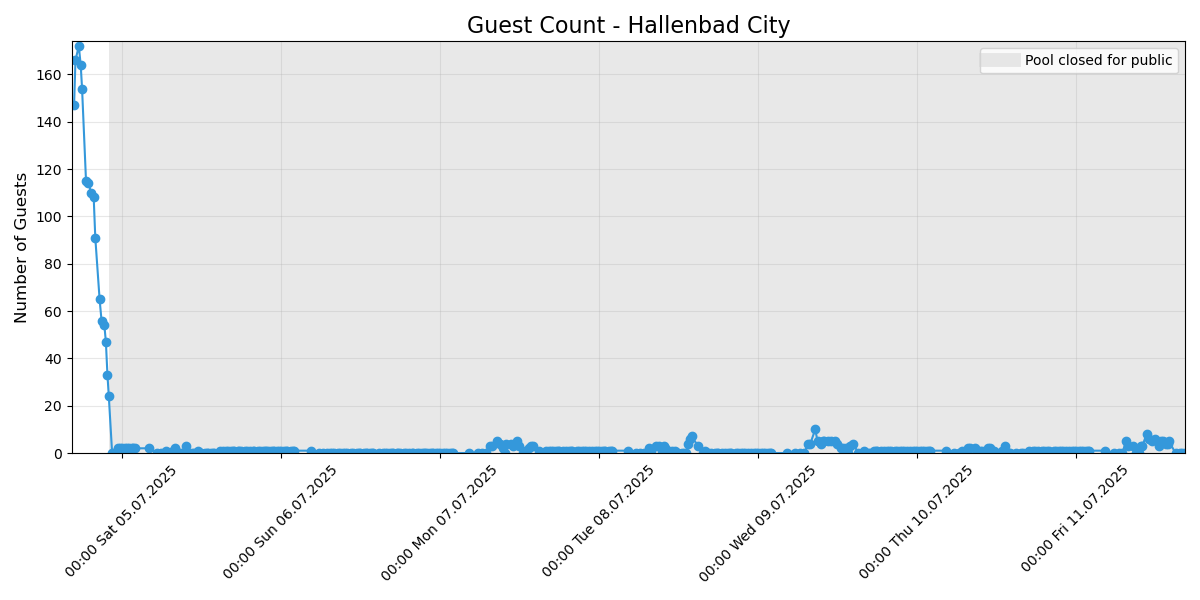 Guest Count - Hallenbad City
Pool closed for public
Number of Guests
160
140
120
100
80
60
40
20
0
00:00 Sat 05.07.2025
00:00 Sun 06.07.2025
00:00 Mon 07.07.2025
00:00 Tue 08.07.2025
00:00 Wed 09.07.2025
00:00 Thu 10.07.2025
00:00 Fri 11.07.2025